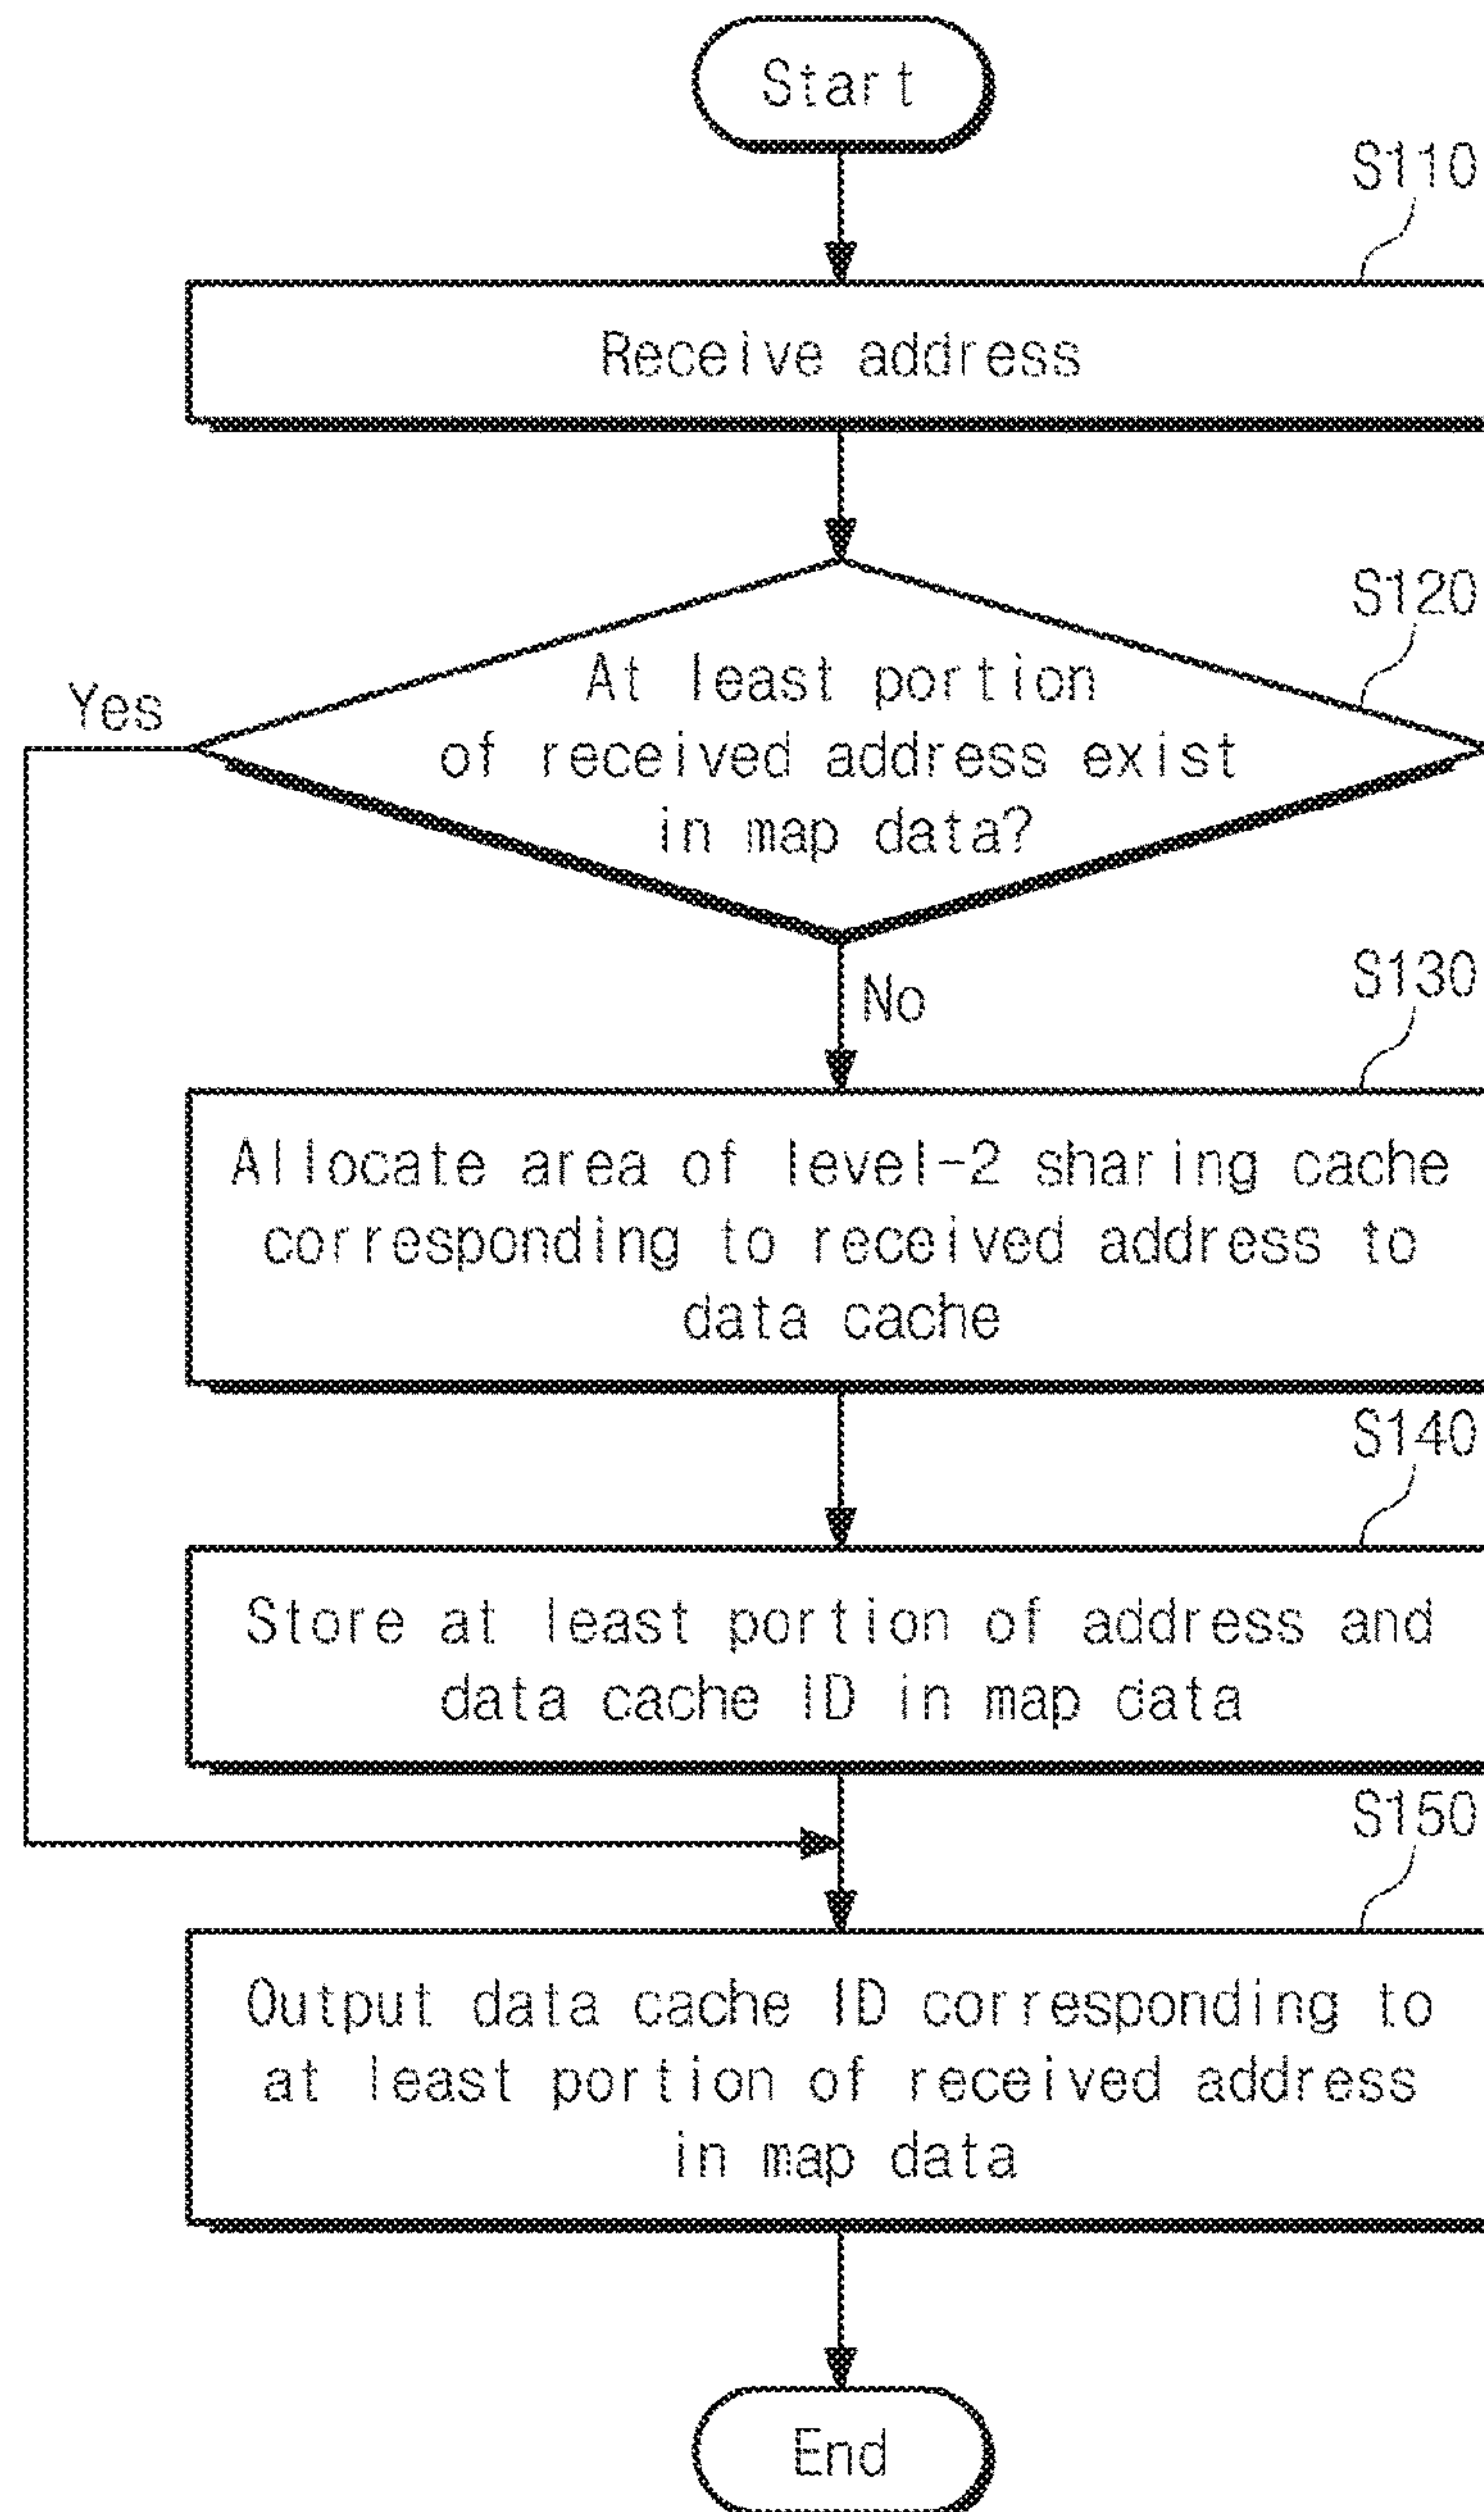 Start
S110
Receive address
S120
At least portion
of received address exist
in map data?
Yes
No
S130
Allocate area of level-2 sharing cache
corresponding to received address to
data cache
S140
Store at least portion of address and
data cache ID in map data
S150
Output data cache ID corresponding to
at least portion of received address
in map data
End